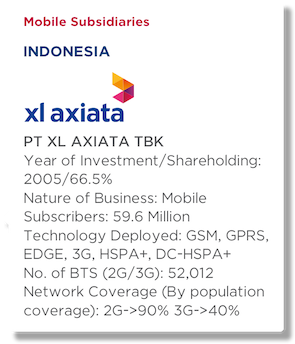 Mobile Subsidiaries
INDONESIA
xl axiata
PT XL AXIATA TBK
Year of Investment/Shareholding:
2005/66.5%
Nature of Business: Mobile
Subscribers: 59.6 Million
Technology Deployed: GSM, GPRS,
EDGE, 3G, HSPA+, DC-HSPA+
No. of BTS (2G/3G): 52,012
Network Coverage (By population
coverage): 2G->90% 3G->40%